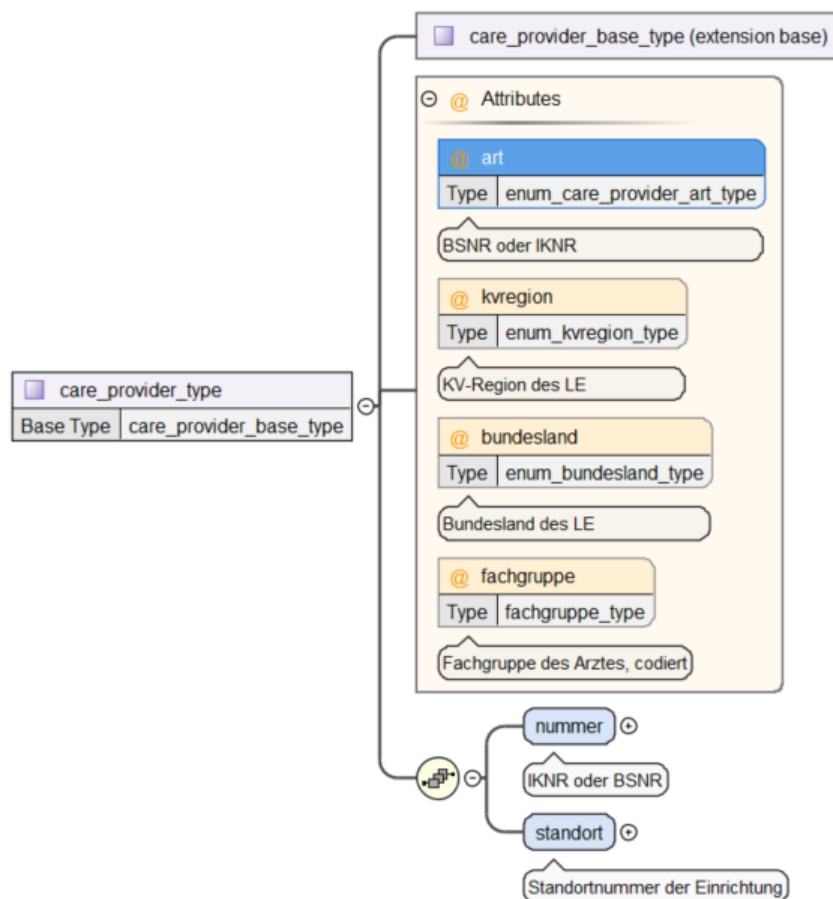 care_provider_base_type (extension base)
@ Attributes
@ art
Type enum_care_provider_art_type
BSNR oder IKNR
@ kvregion
Type enum_kvregion_type
KV-Region des LE
care_provider_type
Base Type care_provider_base_type
@ bundesland
Type enum_bundesland_type
Bundesland des LE
@ fachgruppe
Type fachgruppe_type
Fachgruppe des Arztes, codiert
nummer
IKNR oder BSNR
standort
Standortnummer der Einrichtung